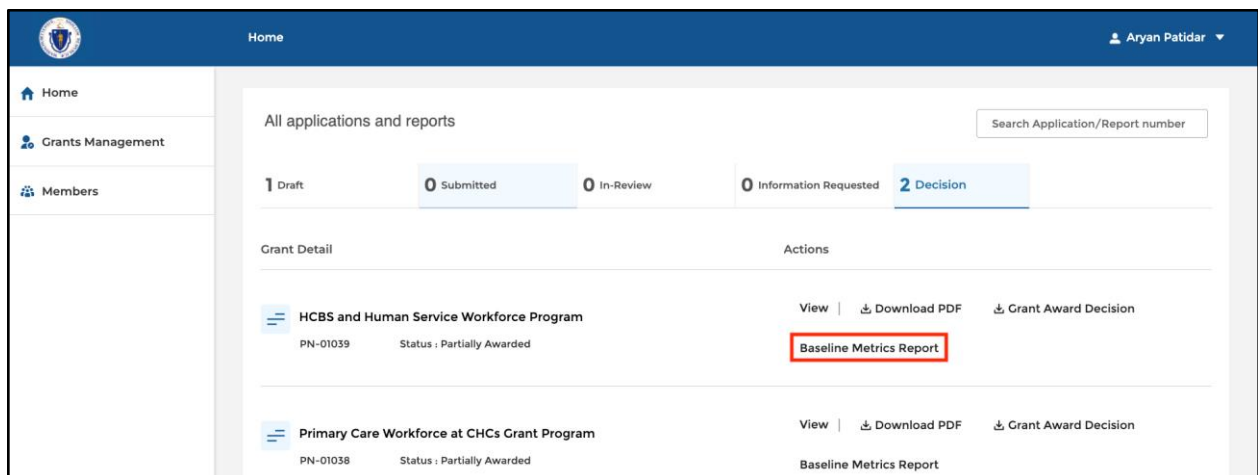 Home
Aryan Patidar
Home
Grants Management
Members
All applications and reports
Search Application/Report number
1 Draft
0 Submitted
0 In-Review
0 Information Requested
2 Decision
Grant Detail
Actions
HCBS and Human Service Workforce Program
PN-01039 Status : Partially Awarded
View | Download PDF Grant Award Decision
Baseline Metrics Report
Primary Care Workforce at CHCs Grant Program
PN-01038 Status : Partially Awarded
View | Download PDF Grant Award Decision
Baseline Metrics Report